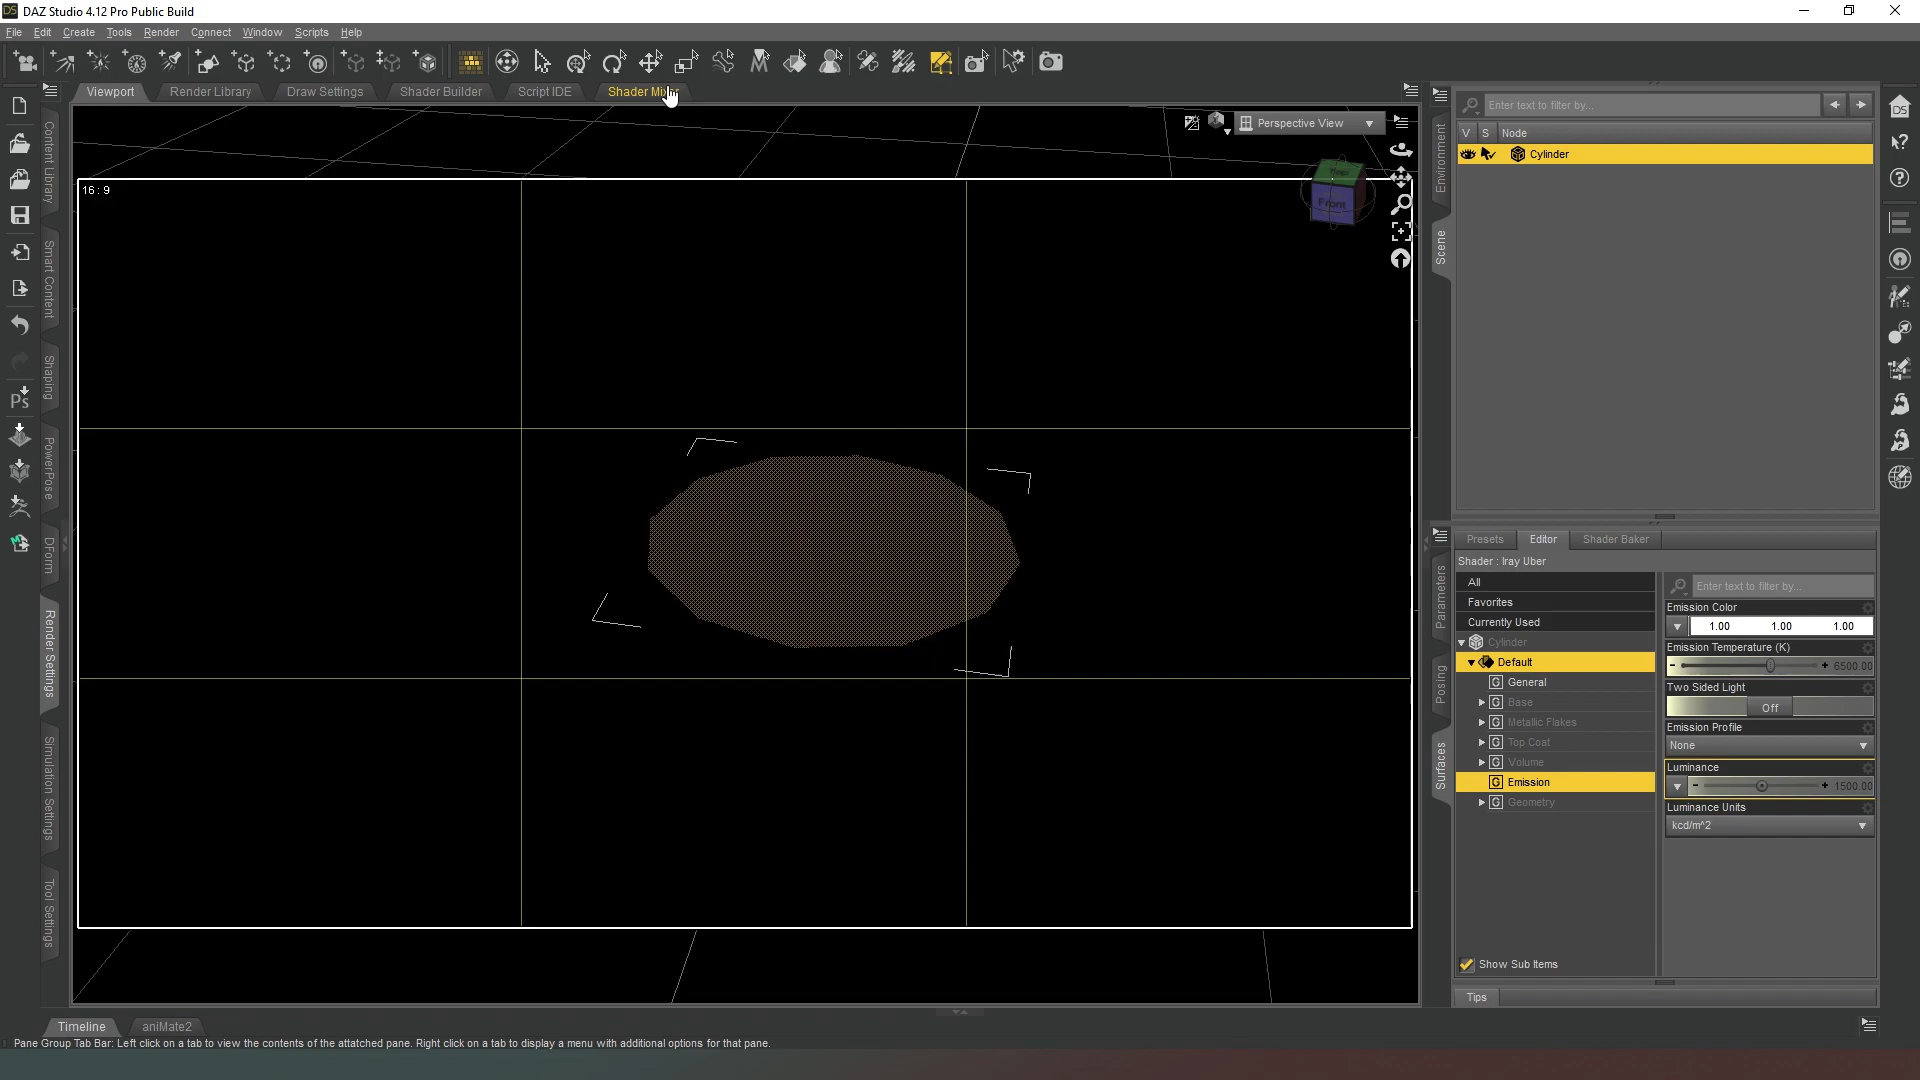 DAZ Studio 4.12 Pro Public Build
File Edit Create Tools Render Connect Window Scripts Help
Viewport Render Library Draw Settings Shader Builder Script IDE Shader Mixer
Content Library
Smart Content
Shaping
PowerPose
DForm
Render Settings
Simulation Settings
Tool Settings
Ps
16 : 9
Perspective View
Top
Front
Environment
Scene
Enter text to filter by...
V S Node
Cylinder
Parameters
Posing
Surfaces
Presets Editor Shader Baker
Shader : Iray Uber
All
Favorites
Currently Used
Cylinder
Default
General
Base
Metallic Flakes
Top Coat
Volume
Emission
Geometry
Show Sub Items
Enter text to filter by...
Emission Color
1.00 1.00 1.00
Emission Temperature (K)
6500.00
Two Sided Light
Off
Emission Profile
None
Luminance
1500.00
Luminance Units
kcd/m^2
Tips
Timeline aniMate2
Pane Group Tab Bar: Left click on a tab to view the contents of the attatched pane. Right click on a tab to display a menu with additional options for that pane.